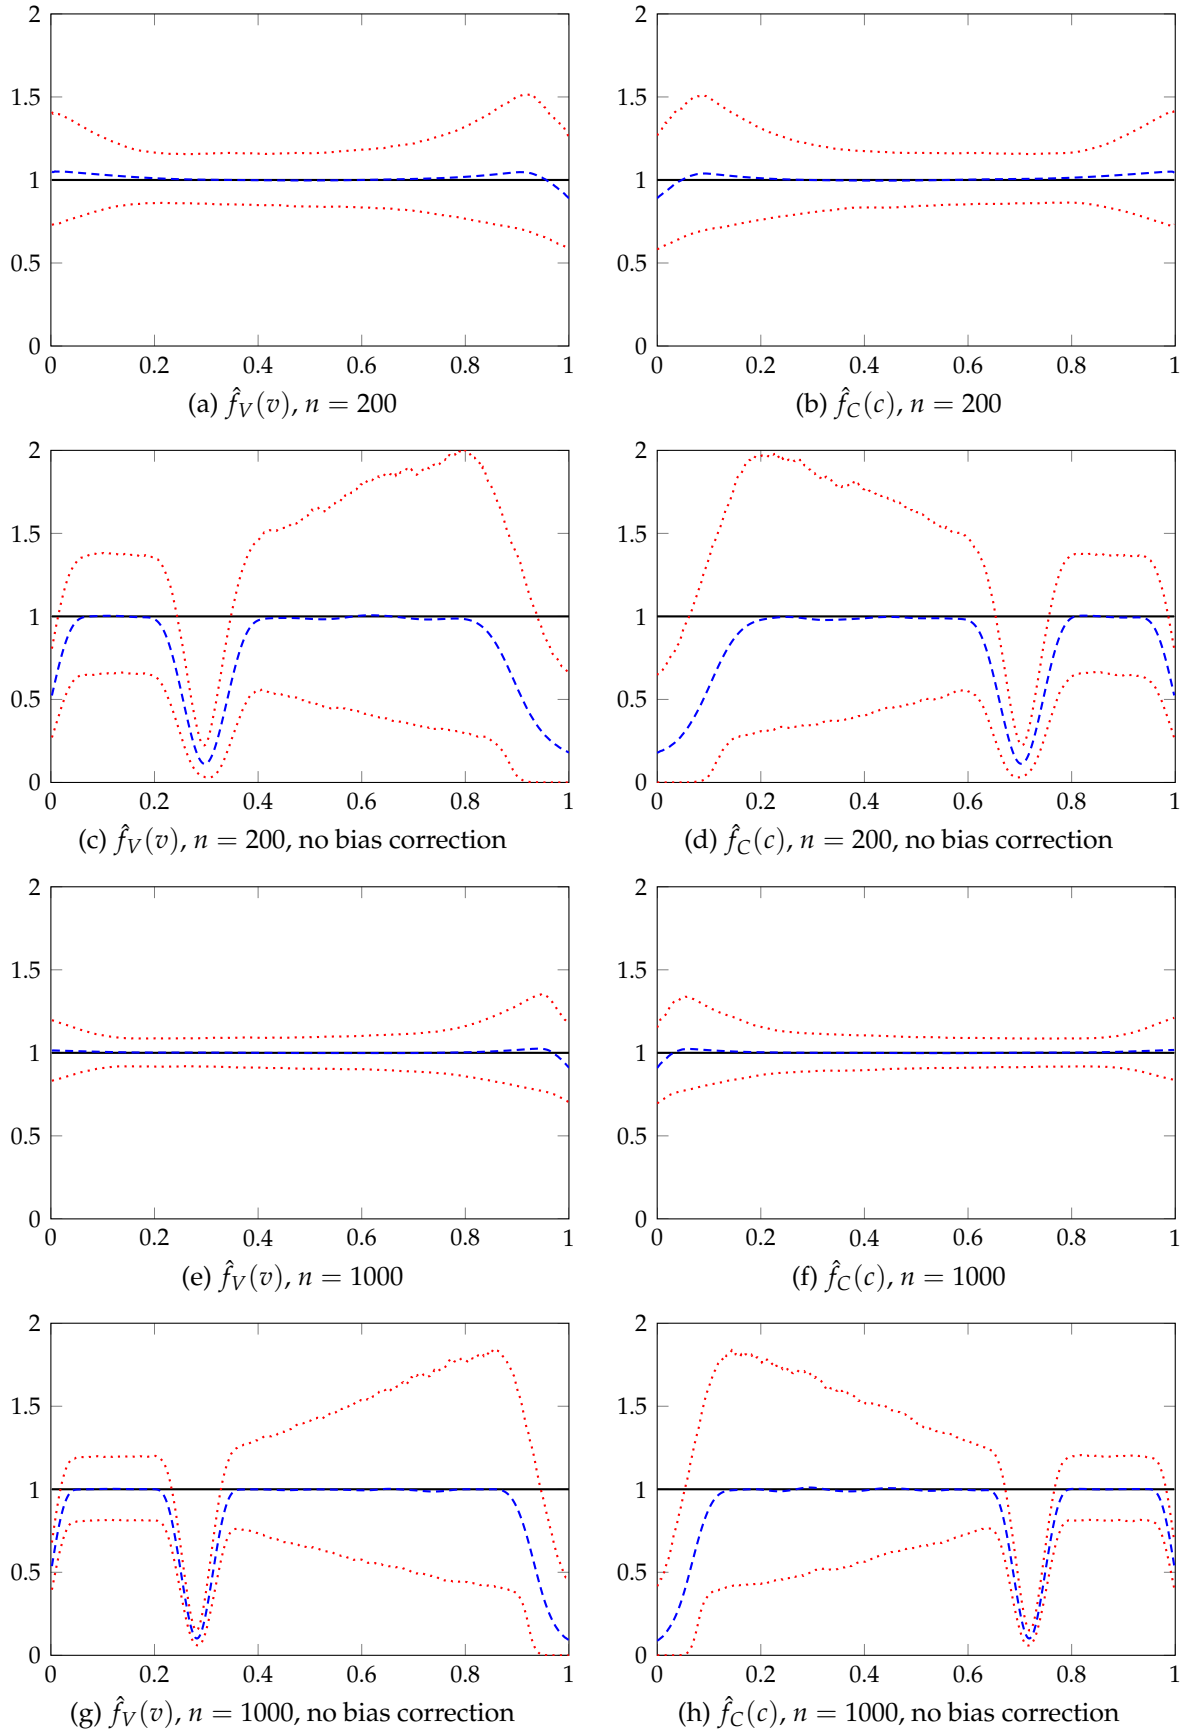 2 2
1.5 1.5
1 1
0.5 0.5
0 0
0 0.2 0.4 0.6 0.8 1 0 0.2 0.4 0.6 0.8 1
(a) f̂_V(v), n = 200 (b) f̂_C(c), n = 200
2 2
1.5 1.5
1 1
0.5 0.5
0 0
0 0.2 0.4 0.6 0.8 1 0 0.2 0.4 0.6 0.8 1
(c) f̂_V(v), n = 200, no bias correction (d) f̂_C(c), n = 200, no bias correction
2 2
1.5 1.5
1 1
0.5 0.5
0 0
0 0.2 0.4 0.6 0.8 1 0 0.2 0.4 0.6 0.8 1
(e) f̂_V(v), n = 1000 (f) f̂_C(c), n = 1000
2 2
1.5 1.5
1 1
0.5 0.5
0 0
0 0.2 0.4 0.6 0.8 1 0 0.2 0.4 0.6 0.8 1
(g) f̂_V(v), n = 1000, no bias correction (h) f̂_C(c), n = 1000, no bias correction